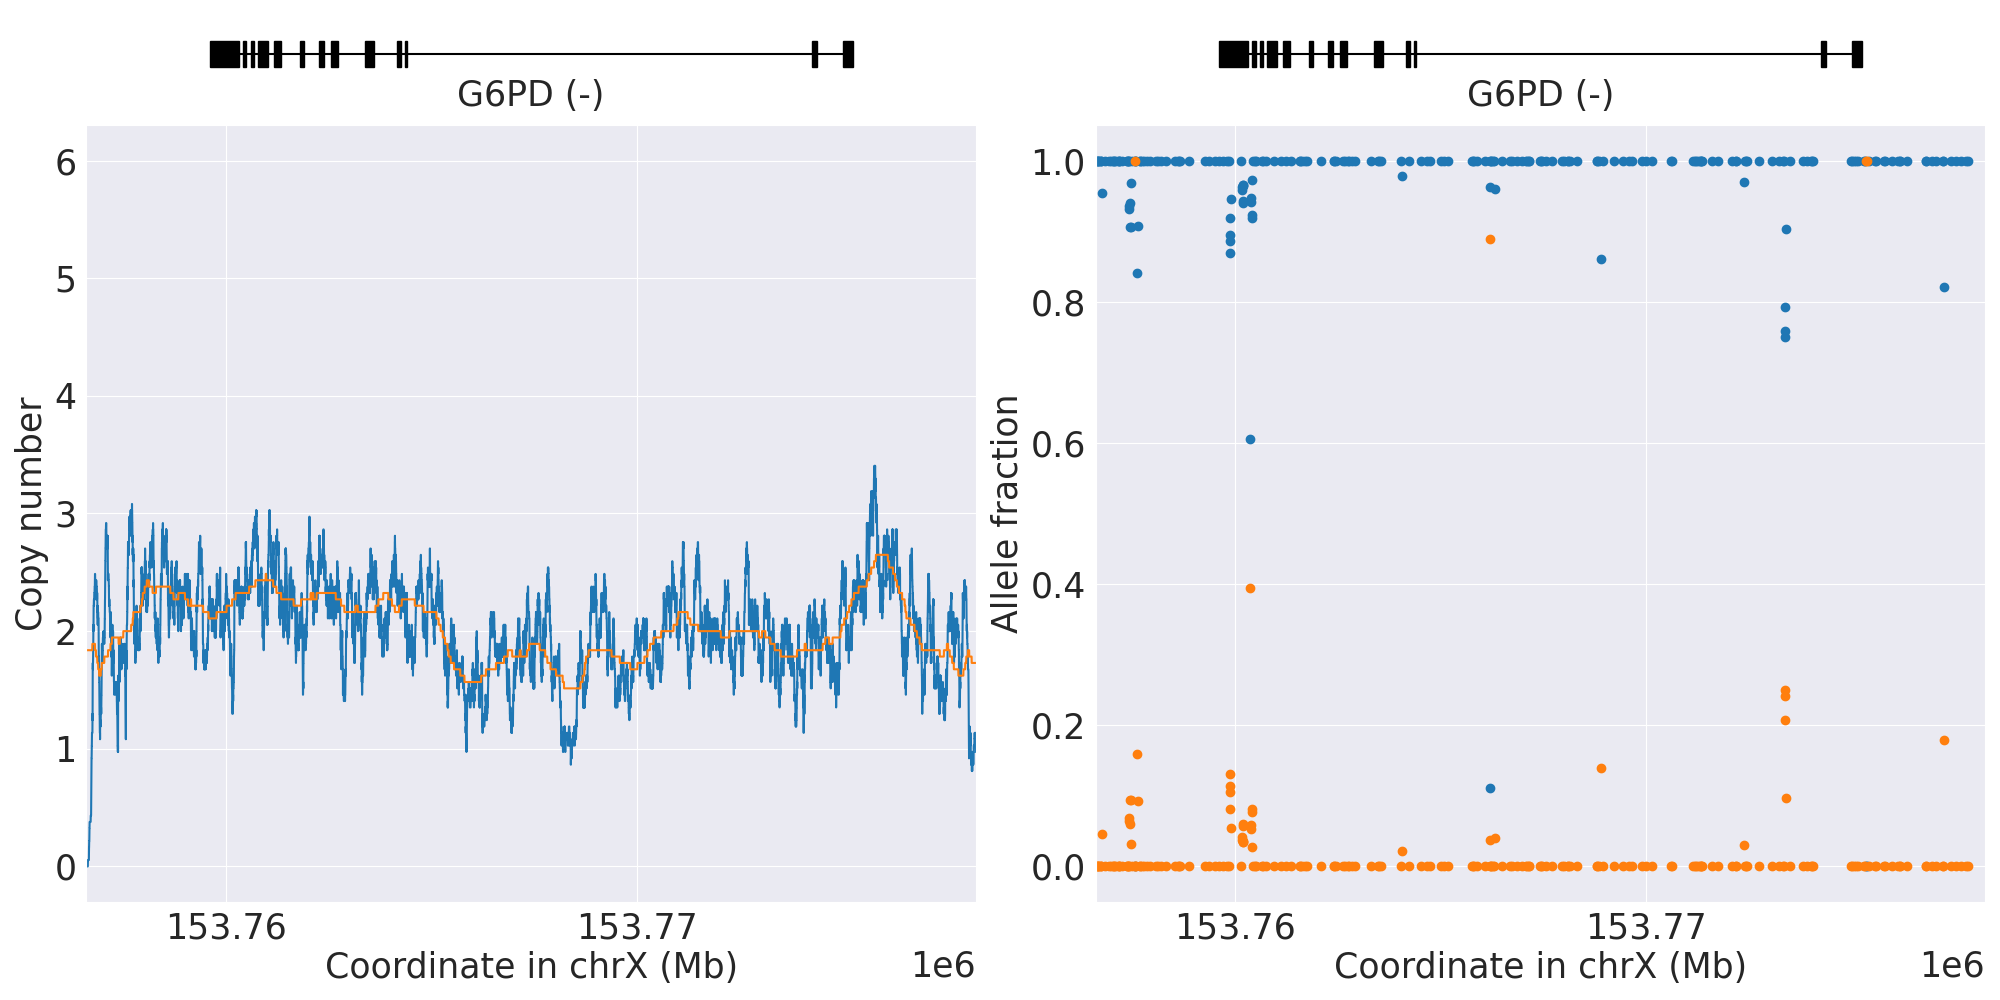 G6PD (-)
G6PD (-)
Copy number
6
5
4
3
2
1
0
153.76
153.77
Coordinate in chrX (Mb)
1e6
Allele fraction
1.0
0.8
0.6
0.4
0.2
0.0
153.76
153.77
Coordinate in chrX (Mb)
1e6